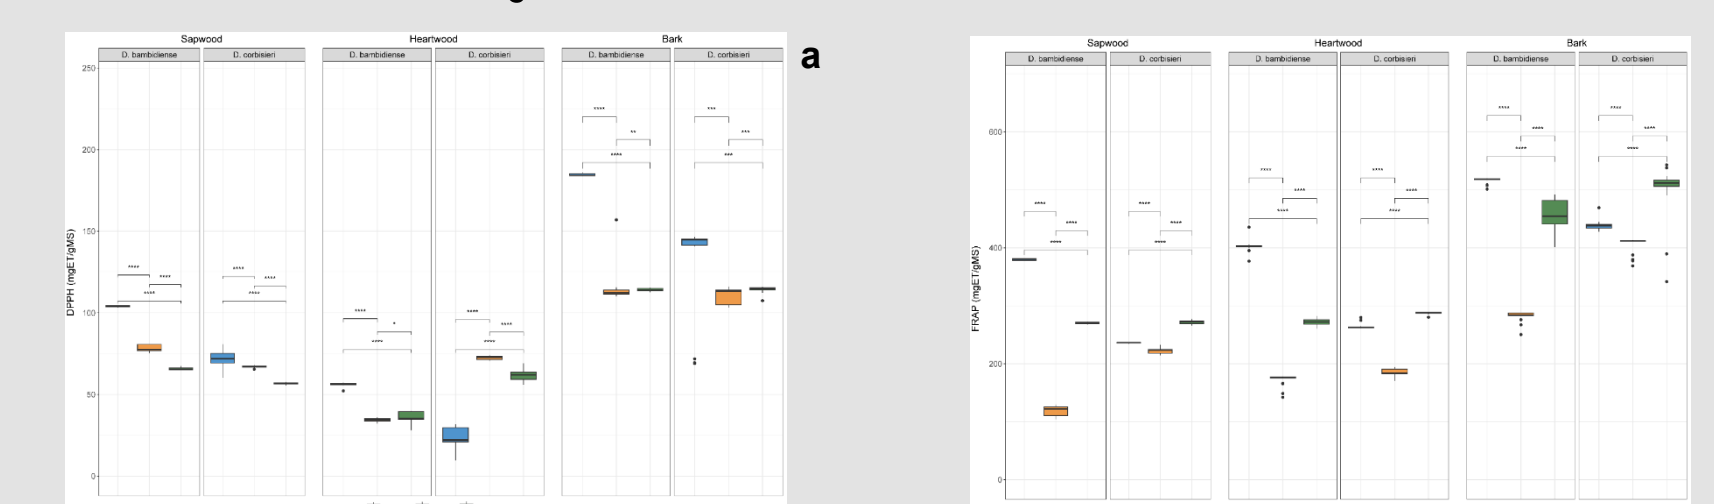 g
Sapwood Heartwood Bark
D. bambidiense D. corbisieri D. bambidiense D. corbisieri D. bambidiense D. corbisieri
a
DPPH (mgET/gMS)
250
200
150
100
50
0
**** **** ****
**** **** ****
**** * ****
**** **** ****
**** ** ****
*** *** ***
Sapwood Heartwood Bark
D. bambidiense D. corbisieri D. bambidiense D. corbisieri D. bambidiense D. corbisieri
FRAP (mgET/gMS)
600
400
200
0
**** **** ****
**** **** ****
**** **** ****
**** **** ****
**** **** ****
**** **** ****